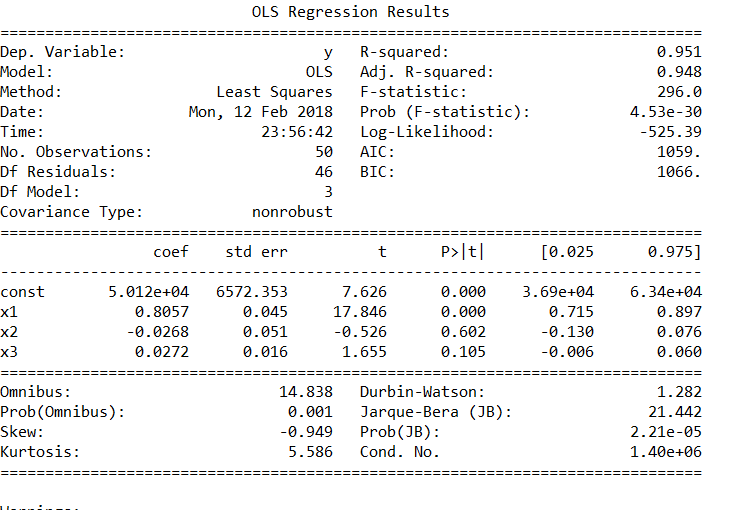 OLS Regression Results
==============================================================================
Dep. Variable:                      y   R-squared:                       0.951
Model:                            OLS   Adj. R-squared:                  0.948
Method:                 Least Squares   F-statistic:                     296.0
Date:                Mon, 12 Feb 2018   Prob (F-statistic):           4.53e-30
Time:                        23:56:42   Log-Likelihood:                -525.39
No. Observations:                  50   AIC:                             1059.
Df Residuals:                      46   BIC:                             1066.
Df Model:                           3
Covariance Type:            nonrobust
==============================================================================
                 coef    std err          t      P>|t|      [0.025      0.975]
------------------------------------------------------------------------------
const       5.012e+04   6572.353      7.626      0.000    3.69e+04    6.34e+04
x1             0.8057      0.045     17.846      0.000       0.715       0.897
x2            -0.0268      0.051     -0.526      0.602      -0.130       0.076
x3             0.0272      0.016      1.655      0.105      -0.006       0.060
==============================================================================
Omnibus:                       14.838   Durbin-Watson:                   1.282
Prob(Omnibus):                  0.001   Jarque-Bera (JB):               21.442
Skew:                          -0.949   Prob(JB):                     2.21e-05
Kurtosis:                       5.586   Cond. No.                     1.40e+06
==============================================================================